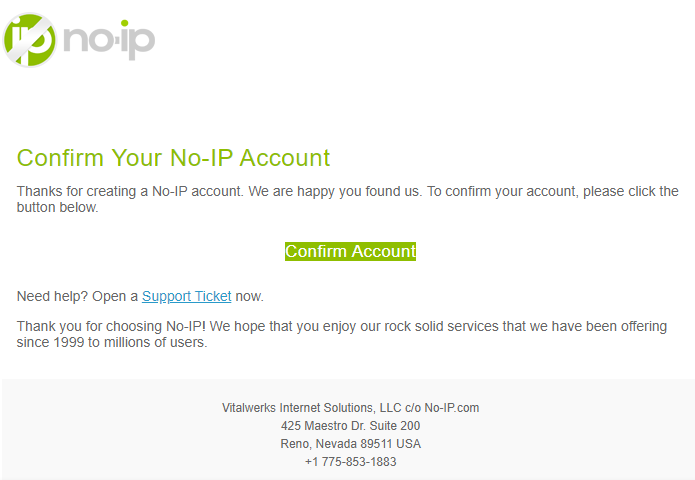 ip no-ip
Confirm Your No-IP Account
Thanks for creating a No-IP account. We are happy you found us. To confirm your account, please click the
button below.
Confirm Account
Need help? Open a Support Ticket now.
Thank you for choosing No-IP! We hope that you enjoy our rock solid services that we have been offering
since 1999 to millions of users.
Vitalwerks Internet Solutions, LLC c/o No-IP.com
425 Maestro Dr. Suite 200
Reno, Nevada 89511 USA
+1 775-853-1883